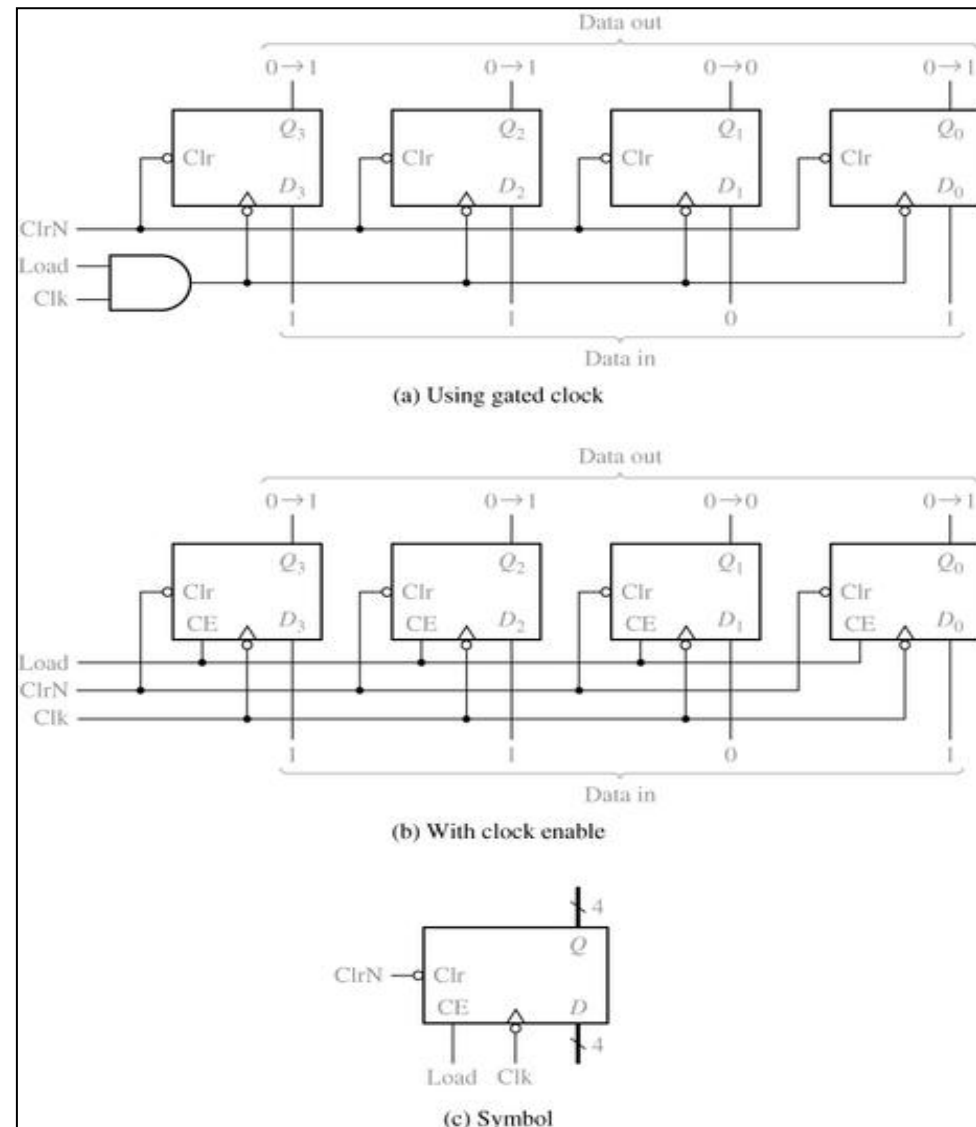 Data out
0→1 0→1 0→0 0→1
Q3 Q2 Q1 Q0
Clr Clr Clr Clr
D3 D2 D1 D0
ClrN
Load
Clk
1 1 0 1
Data in
(a) Using gated clock
Data out
0→1 0→1 0→0 0→1
Q3 Q2 Q1 Q0
Clr Clr Clr Clr
CE D3 CE D2 CE D1 CE D0
Load
ClrN
Clk
1 1 0 1
Data in
(b) With clock enable
4
Q
ClrN Clr
CE D
4
Load Clk
(c) Symbol